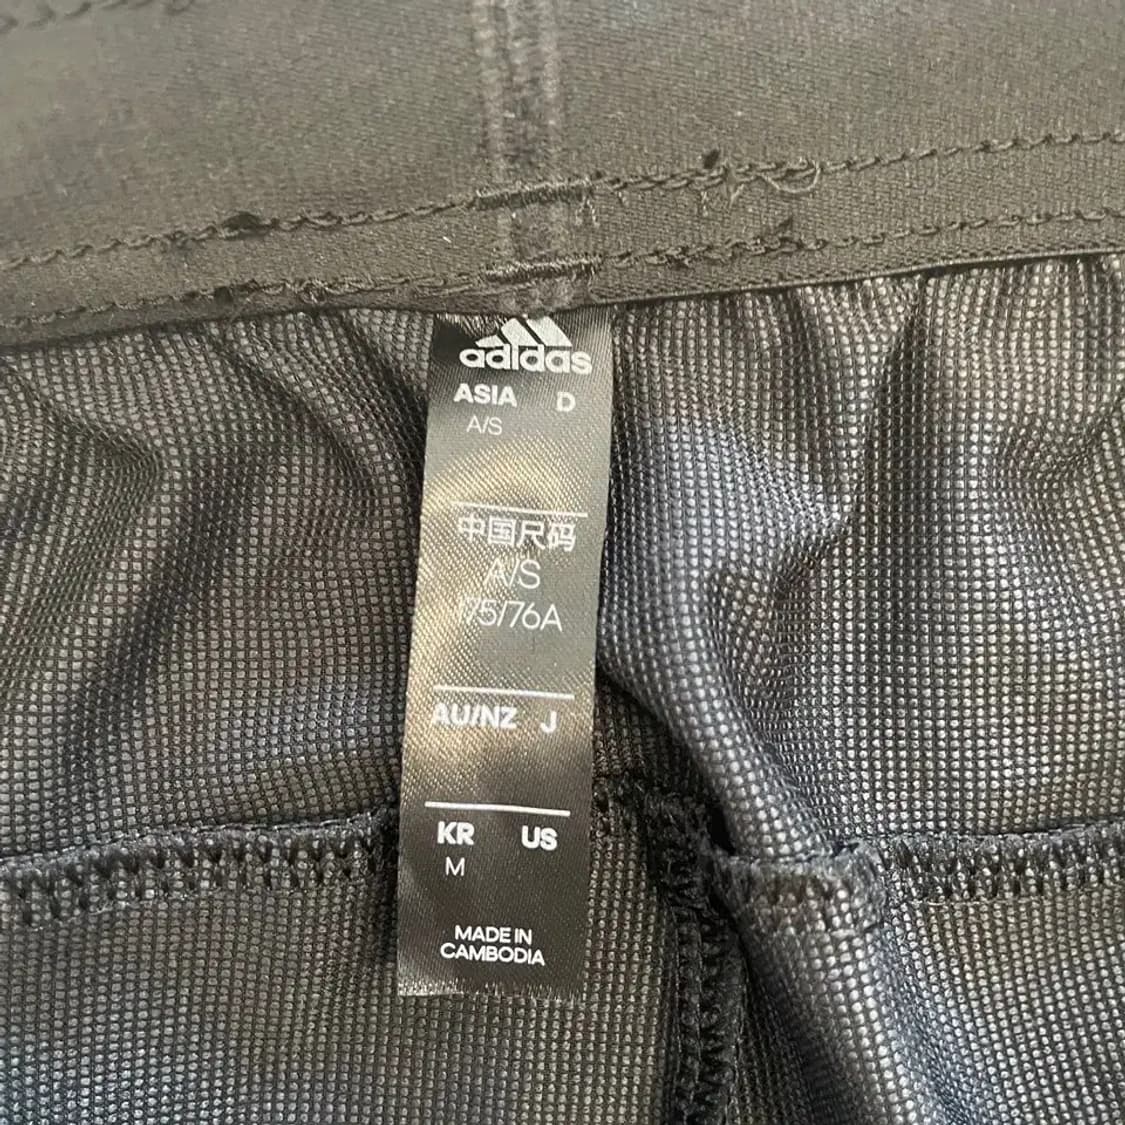 adidas
ASIA D
A/S
中国尺码
A/S
175/76A
AU/NZ J
KR US
M
MADE IN
CAMBODIA